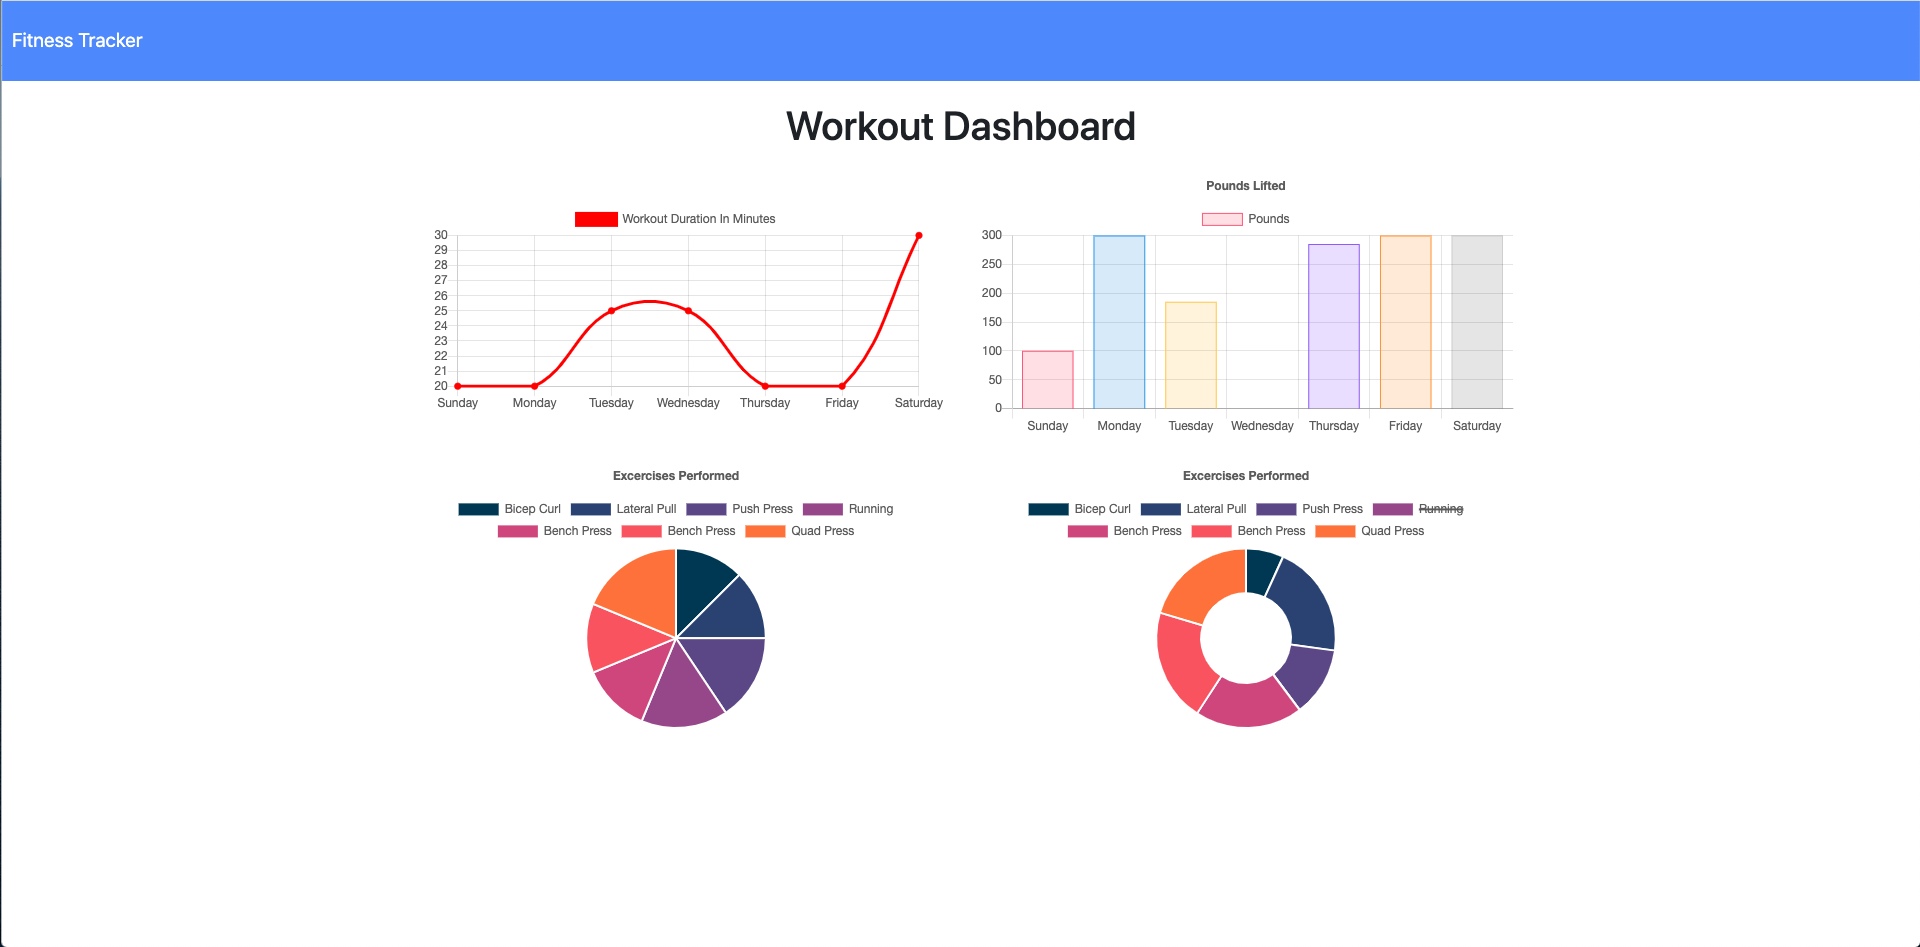 Fitness Tracker
Workout Dashboard
Workout Duration In Minutes
30
29
28
27
26
25
24
23
22
21
20
Sunday Monday Tuesday Wednesday Thursday Friday Saturday
Pounds Lifted
Pounds
300
250
200
150
100
50
0
Sunday Monday Tuesday Wednesday Thursday Friday Saturday
Excercises Performed
Bicep Curl Lateral Pull Push Press Running
Bench Press Bench Press Quad Press
Excercises Performed
Bicep Curl Lateral Pull Push Press Running
Bench Press Bench Press Quad Press